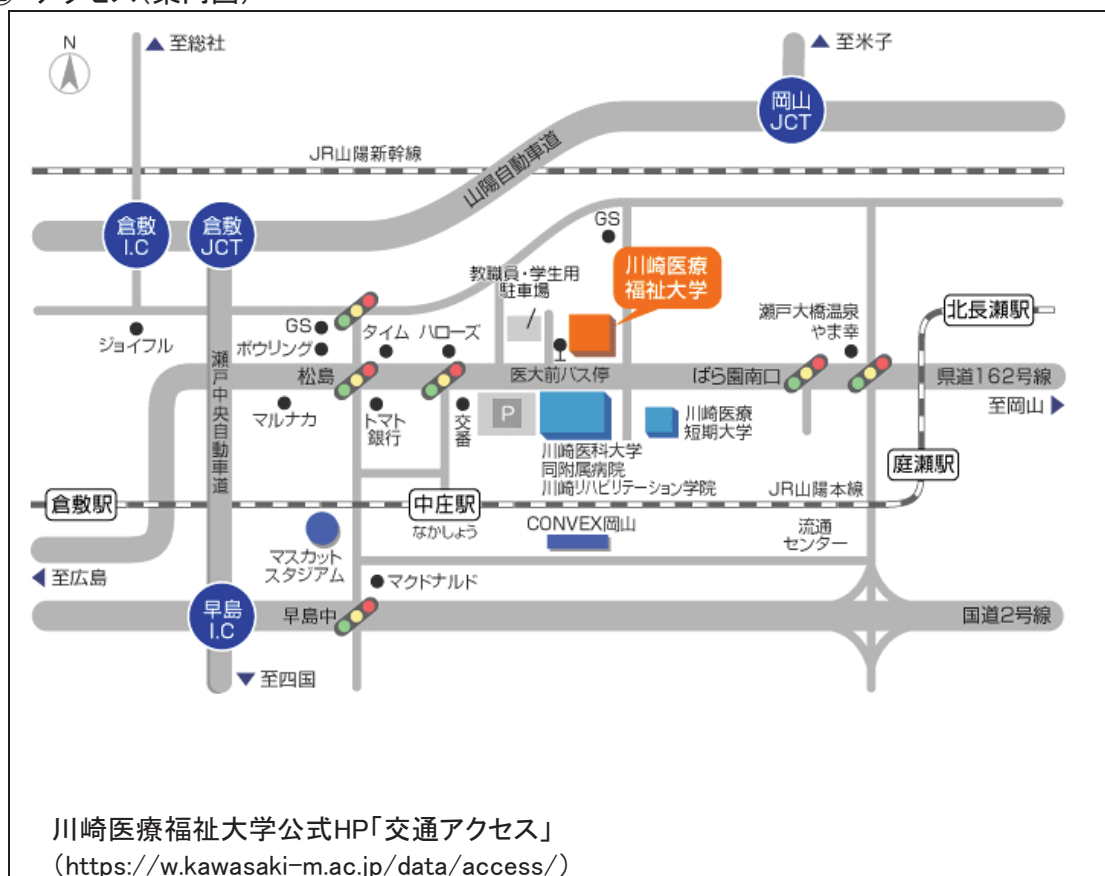 アクセス(案内図)
N
至総社
至米子
岡山
JCT
JR山陽新幹線
山陽自動車道
倉敷
I.C
倉敷
JCT
GS
川崎医療
福祉大学
教職員・学生用
駐車場
瀬戸大橋温泉
やま幸
北長瀬駅
GS
タイム
ハローズ
ジョイフル
ボウリング
松島
医大前バス停
ばら園南口
県道162号線
至岡山
瀬戸中央自動車道
マルナカ
トマト
銀行
交番
P
川崎医療
短期大学
川崎医科大学
同附属病院
川崎リハビリテーション学院
庭瀬駅
JR山陽本線
倉敷駅
中庄駅
なかしょう
CONVEX岡山
流通
センター
マスカット
スタジアム
至広島
マクドナルド
早島
I.C
早島中
国道2号線
至四国
川崎医療福祉大学公式HP「交通アクセス」
(https://w.kawasaki-m.ac.jp/data/access/)